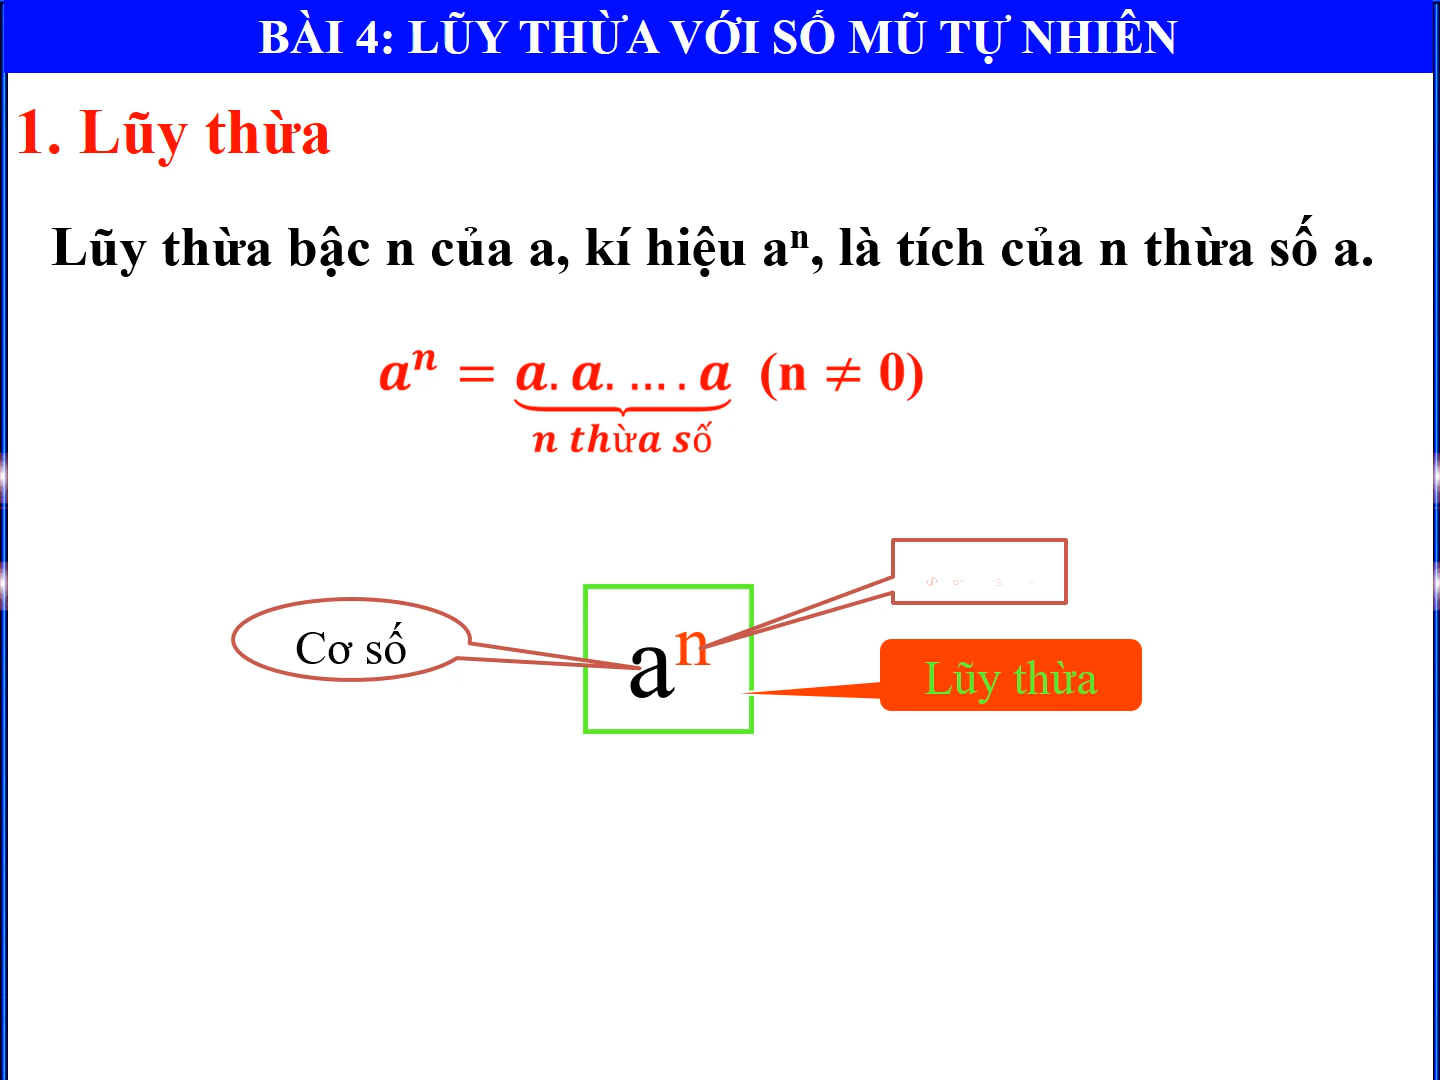 BÀI 4: LŨY THỪA VỚI SỐ MŨ TỰ NHIÊN
1. Lũy thừa
Lũy thừa bậc n của a, kí hiệu aⁿ, là tích của n thừa số a.
aⁿ = a. a. … . a (n ≠ 0)
n thừa số
Cơ số
aⁿ
Lũy thừa